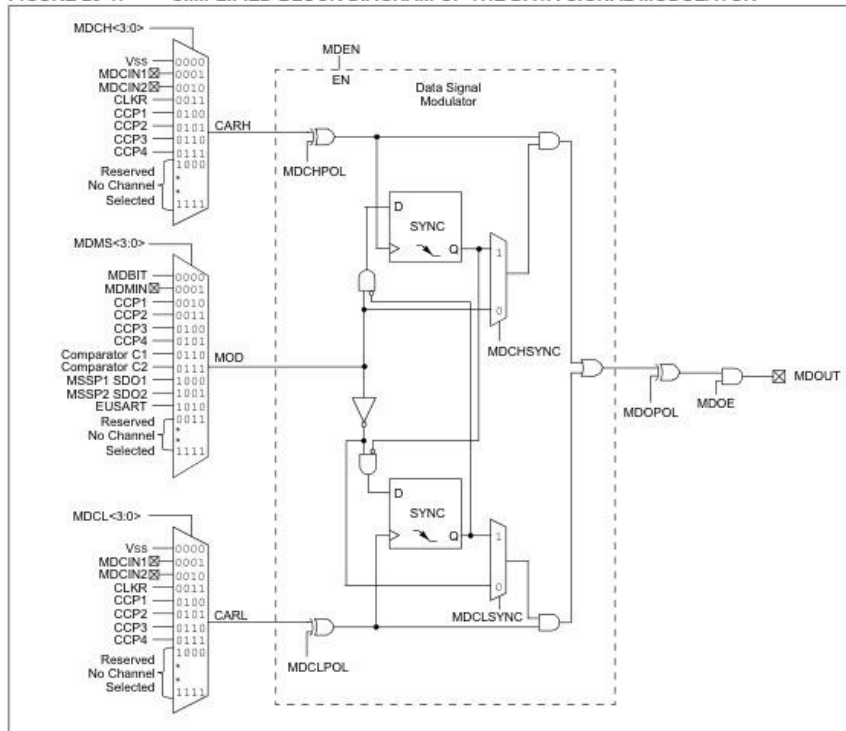 MDCH<3:0>
Vss 0000
MDCIN1 0001
MDCIN2 0010
CLKR 0011
CCP1 0100
CCP2 0101
CCP3 0110
CCP4 0111
Reserved 1000
No Channel *
Selected *
1111
CARH
MDCHPOL
MDEN
EN
Data Signal
Modulator
D
SYNC
Q
1
0
MDCHSYNC
MDMS<3:0>
MDBIT 0000
MDMIN 0001
CCP1 0010
CCP2 0011
CCP3 0100
CCP4 0101
Comparator C1 0110
Comparator C2 0111
MSSP1 SDO1 1000
MSSP2 SDO2 1001
EUSART 1010
Reserved 0011
No Channel *
Selected *
1111
MOD
MDOPOL
MDOE
MDOUT
MDCL<3:0>
Vss 0000
MDCIN1 0001
MDCIN2 0010
CLKR 0011
CCP1 0100
CCP2 0101
CCP3 0110
CCP4 0111
Reserved 1000
No Channel *
Selected *
1111
CARL
MDCLPOL
D
SYNC
Q
1
0
MDCLSYNC